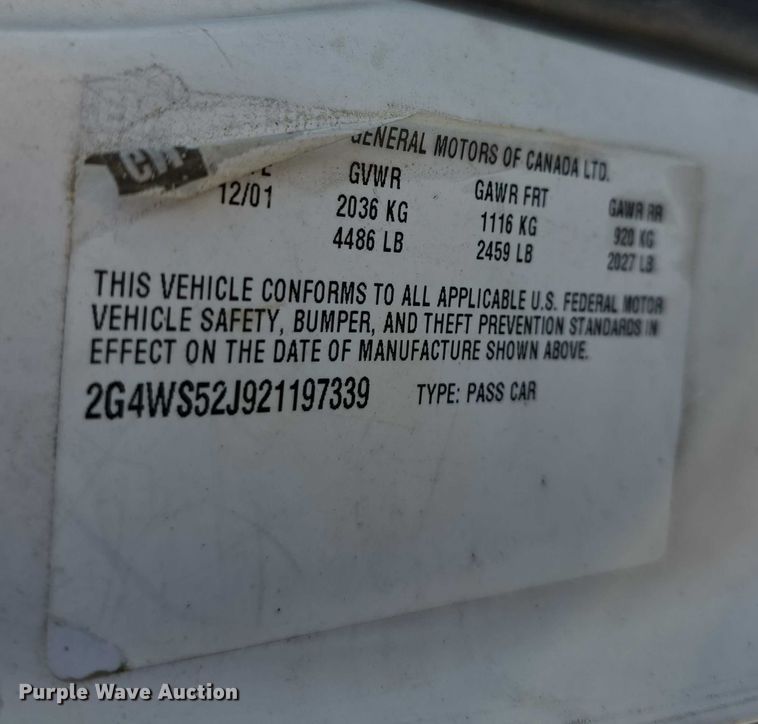 GENERAL MOTORS OF CANADA LTD.
GVWR GAWR FRT GAWR RR
12/01 2036 KG 1116 KG 920 KG
4486 LB 2459 LB 2027 LB
THIS VEHICLE CONFORMS TO ALL APPLICABLE U.S. FEDERAL MOTOR
VEHICLE SAFETY, BUMPER, AND THEFT PREVENTION STANDARDS IN
EFFECT ON THE DATE OF MANUFACTURE SHOWN ABOVE.
2G4WS52J921197339 TYPE: PASS CAR
Purple Wave Auction